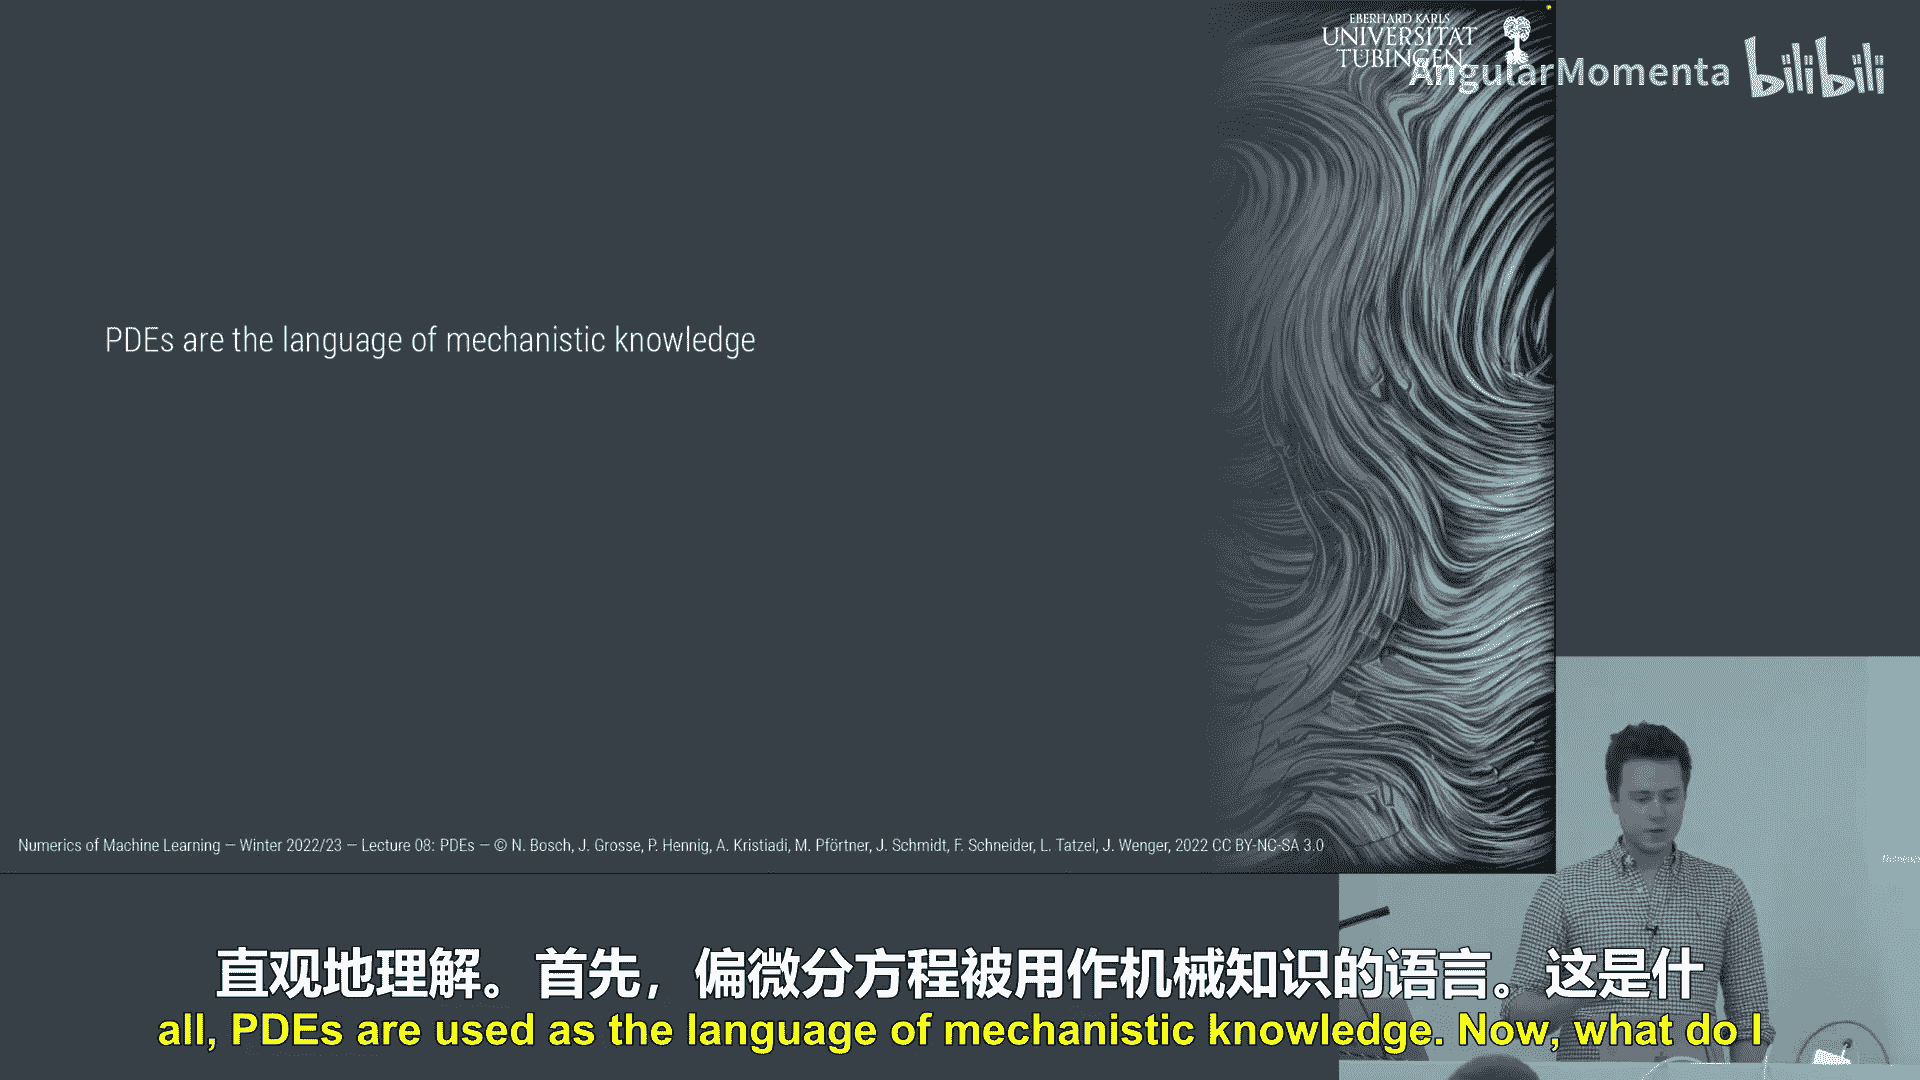 EBERHARD KARLS
UNIVERSITÄT
TÜBINGEN
AngularMomenta bilibili
PDEs are the language of mechanistic knowledge
Numerics of Machine Learning — Winter 2022/23 — Lecture 08: PDEs — © N. Bosch, J. Grosse, P. Hennig, A. Kristiadi, M. Pförtner, J. Schmidt, F. Schneider, L. Tatzel, J. Wenger, 2022 CC BY-NC-SA 3.0
直观地理解。首先，偏微分方程被用作机械知识的语言。这是什
all, PDEs are used as the language of mechanistic knowledge. Now, what do I